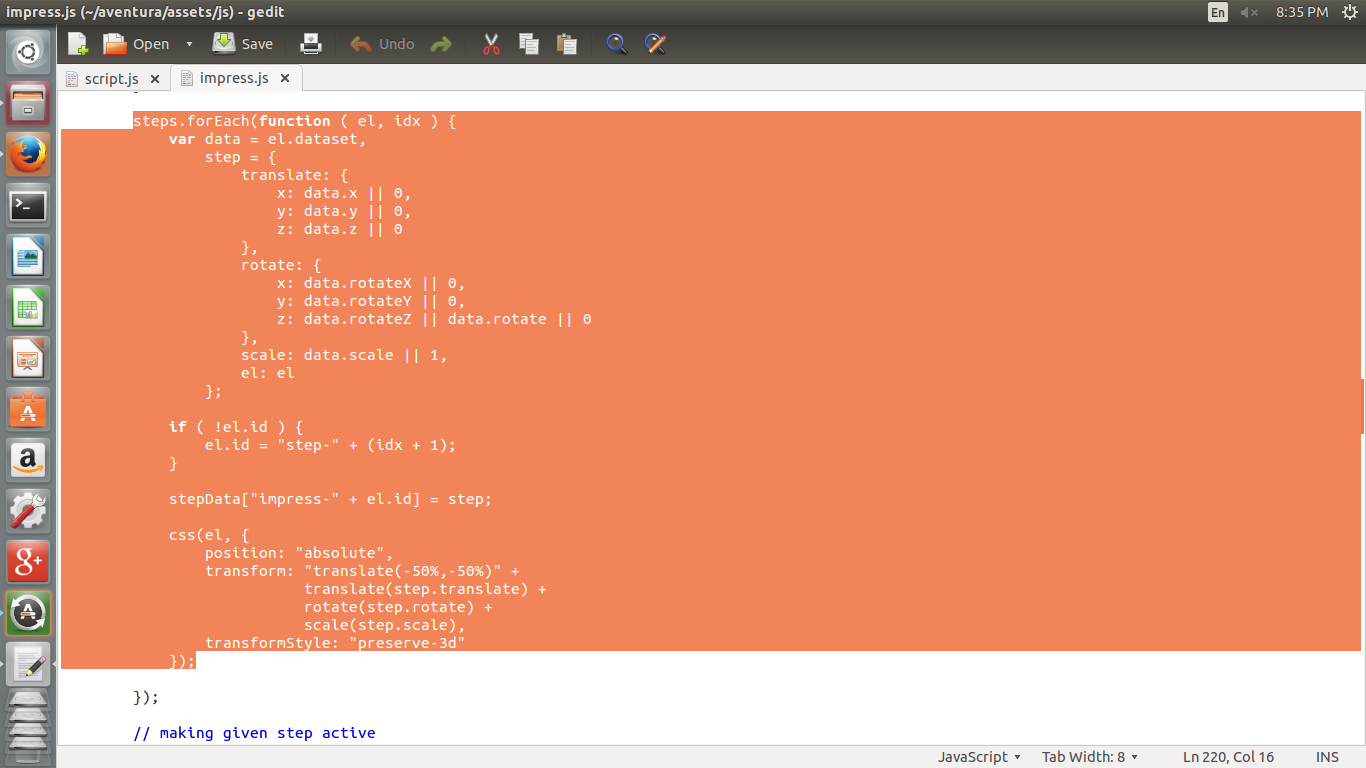 impress.js (~/aventura/assets/js) - gedit
En
8:35 PM
Open
Save
Undo
script.js
impress.js
steps.forEach(function ( el, idx ) {
var data = el.dataset,
step = {
translate: {
x: data.x || 0,
y: data.y || 0,
z: data.z || 0
},
rotate: {
x: data.rotateX || 0,
y: data.rotateY || 0,
z: data.rotateZ || data.rotate || 0
},
scale: data.scale || 1,
el: el
};
if ( !el.id ) {
el.id = "step-" + (idx + 1);
}
stepData["impress-" + el.id] = step;
css(el, {
position: "absolute",
transform: "translate(-50%,-50%)" +
translate(step.translate) +
rotate(step.rotate) +
scale(step.scale),
transformStyle: "preserve-3d"
});
});
// making given step active
JavaScript
Tab Width: 8
Ln 220, Col 16
INS
a
g+